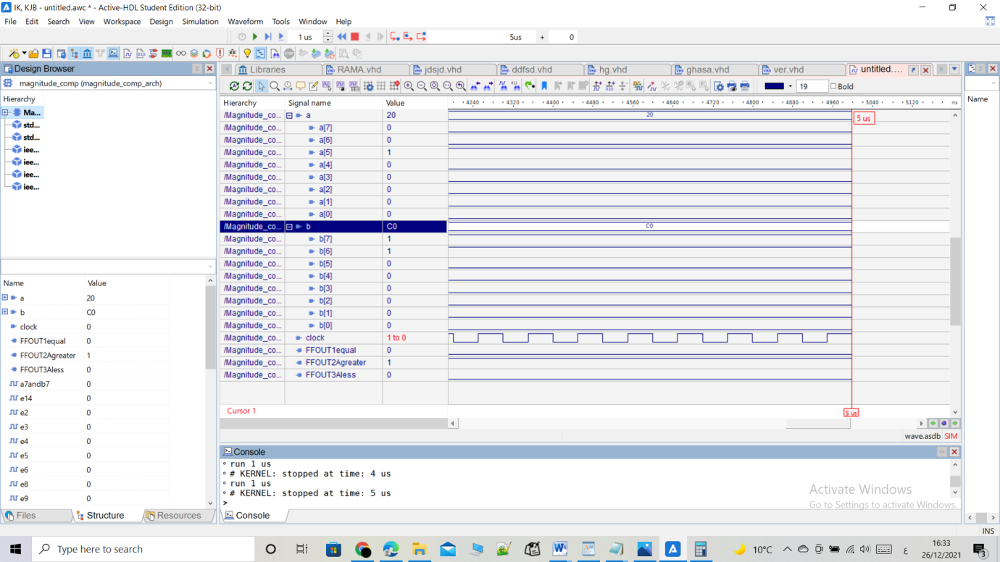 IK, KJB - untitled.awc * - Active-HDL Student Edition (32-bit)
File Edit Search View Workspace Design Simulation Waveform Tools Window Help
1 us 5us + 0
Design Browser
magnitude_comp (magnitude_comp_arch)
Hierarchy
Ma...
std...
std...
iee...
iee...
iee...
iee...
Name Value
a 20
b C0
clock 0
FFOUT1equal 0
FFOUT2Agreater 1
FFOUT3Aless 0
a7andb7 0
e14 0
e2 0
e3 0
e4 0
e5 0
e6 0
e8 0
e9 0
Files Structure Resources
Libraries RAMA.vhd jdsjd.vhd ddfsd.vhd hg.vhd ghasa.vhd ver.vhd untitled....
19 Bold
Hierarchy Signal name Value 4240 4320 4400 4480 4560 4640 4720 4800 4880 4960 5040 5120 ns
/Magnitude_co... a 20 20 5 us
/Magnitude_co... a[7] 0
/Magnitude_co... a[6] 0
/Magnitude_co... a[5] 1
/Magnitude_co... a[4] 0
/Magnitude_co... a[3] 0
/Magnitude_co... a[2] 0
/Magnitude_co... a[1] 0
/Magnitude_co... a[0] 0
/Magnitude_co... b C0 C0
/Magnitude_co... b[7] 1
/Magnitude_co... b[6] 1
/Magnitude_co... b[5] 0
/Magnitude_co... b[4] 0
/Magnitude_co... b[3] 0
/Magnitude_co... b[2] 0
/Magnitude_co... b[1] 0
/Magnitude_co... b[0] 0
/Magnitude_co... clock 1 to 0
/Magnitude_co... FFOUT1equal 0
/Magnitude_co... FFOUT2Agreater 1
/Magnitude_co... FFOUT3Aless 0
Cursor 1 5 us
wave.asdb SIM
Console
run 1 us
# KERNEL: stopped at time: 4 us
run 1 us
# KERNEL: stopped at time: 5 us
>
Console
Name
Activate Windows
Go to Settings to activate Windows.
INS
Type here to search
10°C
ع
16:33
26/12/2021
3